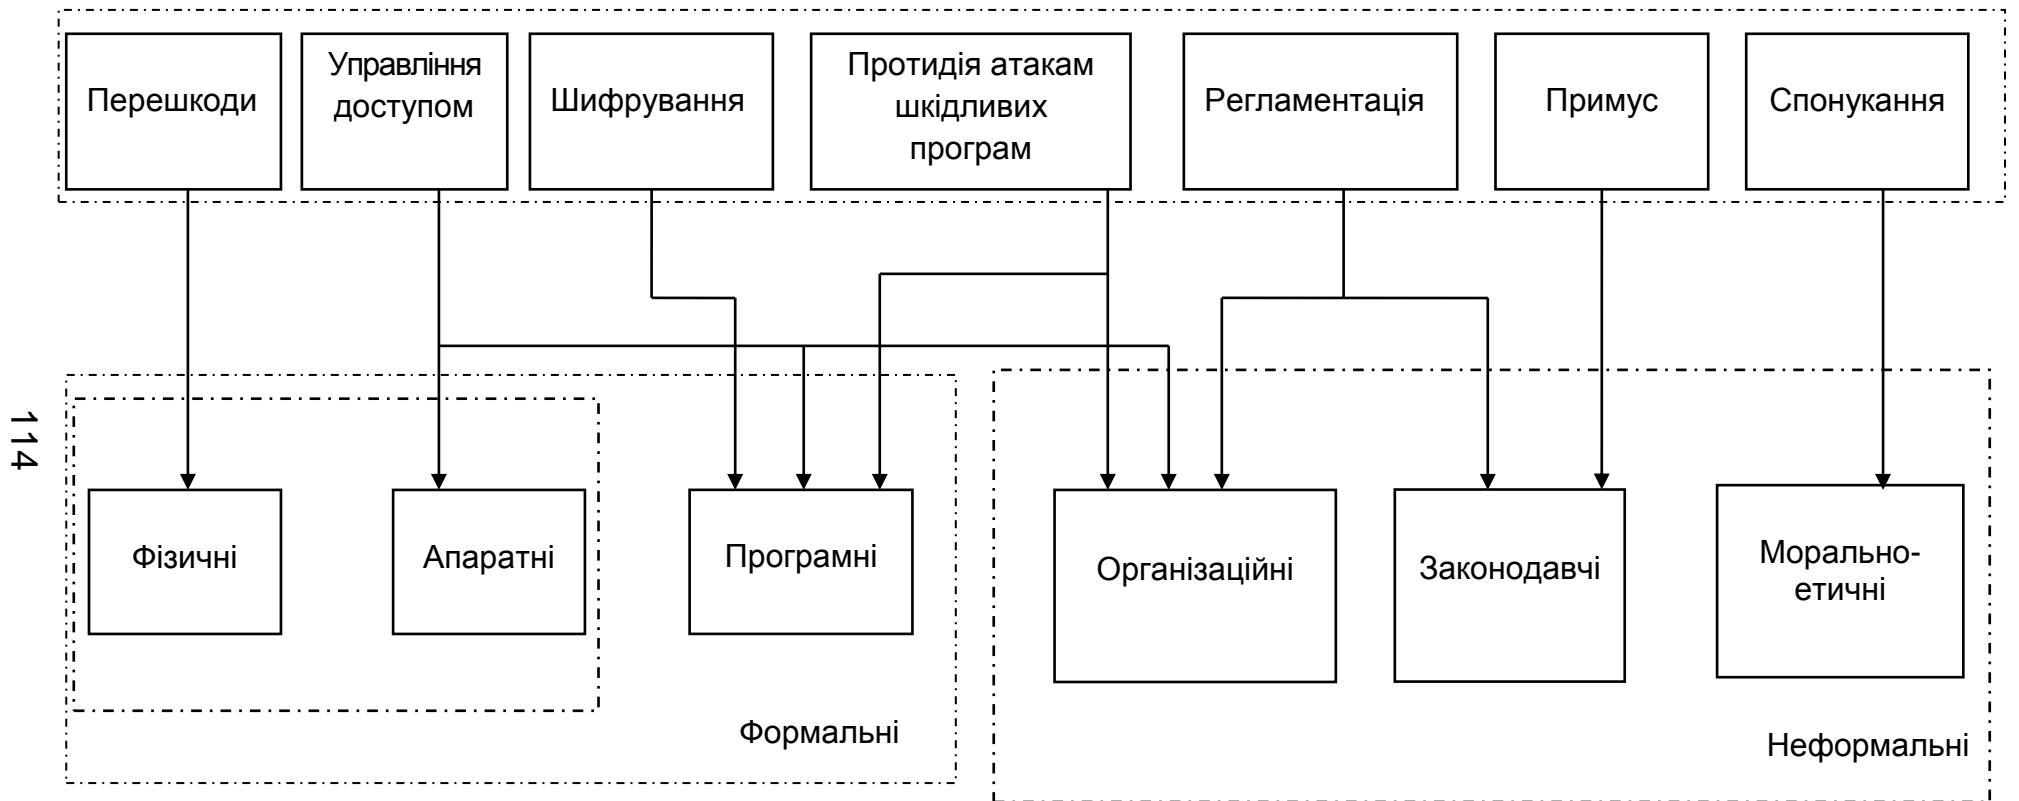 Перешкоди
Управління
доступом
Шифрування
Протидія атакам
шкідливих
програм
Регламентація
Примус
Спонукання
114
Фізичні
Апаратні
Програмні
Організаційні
Законодавчі
Морально-
етичні
Формальні
Неформальні